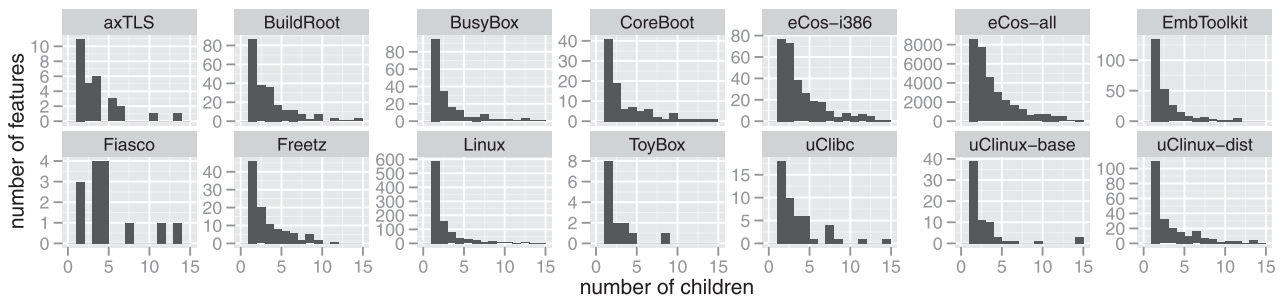 axTLS BuildRoot BusyBox CoreBoot eCos−i386 eCos−all EmbToolkit
10 8 6 4 2 0
80 60 40 20 0
80 60 40 20 0
40 30 20 10 0
80 60 40 20 0
8000 6000 4000 2000 0
100 50 0
number of features
Fiasco Freetz Linux ToyBox uClibc uClinux−base uClinux−dist
4 3 2 1 0
40 30 20 10 0
600 500 400 300 200 100 0
8 6 4 2 0
15 10 5 0
40 30 20 10 0
100 80 60 40 20 0
0 5 10 15 0 5 10 15 0 5 10 15 0 5 10 15 0 5 10 15 0 5 10 15 0 5 10 15
number of children